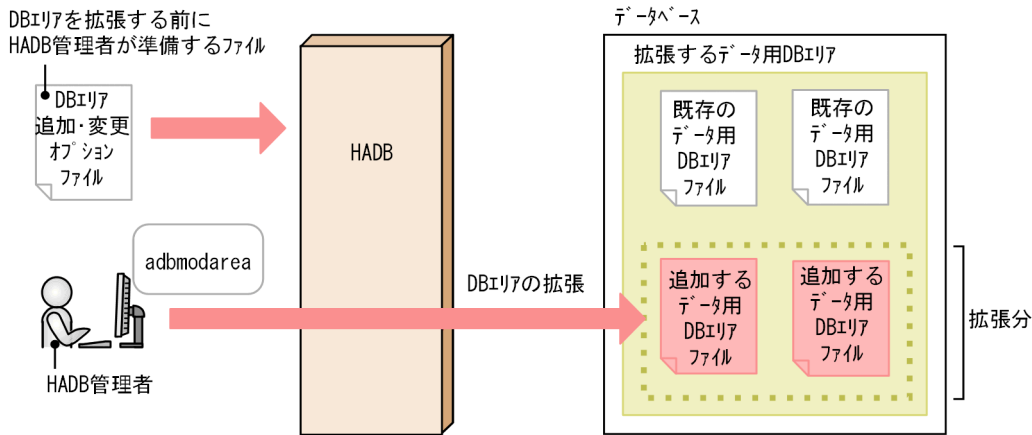 DBｴﾘｱを拡張する前に
HADB管理者が準備するﾌｧｲﾙ
DBｴﾘｱ
追加･変更
ｵﾌﾟｼｮﾝ
ﾌｧｲﾙ
adbmodarea
HADB管理者
HADB
DBｴﾘｱの拡張
ﾃﾞｰﾀﾍﾞｰｽ
拡張するﾃﾞｰﾀ用DBｴﾘｱ
既存の
ﾃﾞｰﾀ用
DBｴﾘｱ
ﾌｧｲﾙ
既存の
ﾃﾞｰﾀ用
DBｴﾘｱ
ﾌｧｲﾙ
追加する
ﾃﾞｰﾀ用
DBｴﾘｱ
ﾌｧｲﾙ
追加する
ﾃﾞｰﾀ用
DBｴﾘｱ
ﾌｧｲﾙ
拡張分